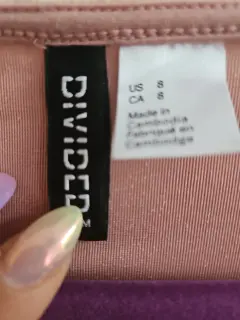 DIVIDED
US 8
CA 8
Made in
Cambodia
Fabriqué en
Cambodge